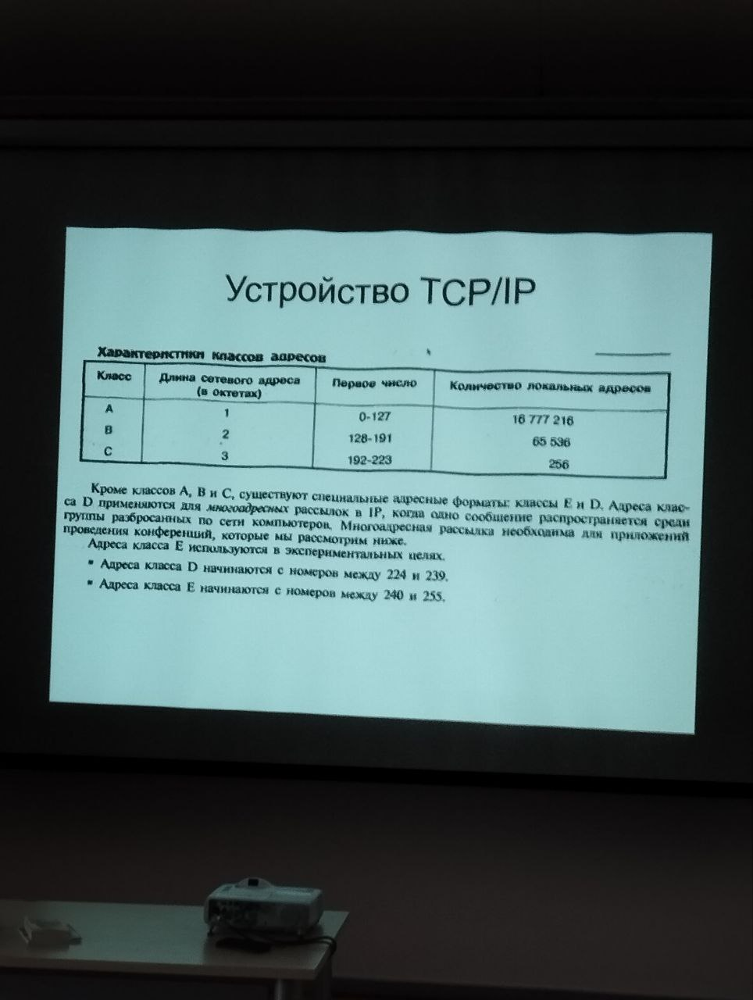 Устройство TCP/IP
Характеристики классов адресов
Класс Длина сетевого адреса (в октетах) Первое число Количество локальных адресов
A 1 0-127 16 777 216
B 2 128-191 65 536
C 3 192-223 256
Кроме классов A, B и C, существуют специальные адресные форматы: классы E и D. Адреса клас-
са D применяются для многоадресных рассылок в IP, когда одно сообщение распространяется среди
группы разбросанных по сети компьютеров. Многоадресная рассылка необходима для приложений
проведения конференций, которые мы рассмотрим ниже.
Адреса класса E используются в экспериментальных целях.
▪ Адреса класса D начинаются с номеров между 224 и 239.
▪ Адреса класса E начинаются с номеров между 240 и 255.